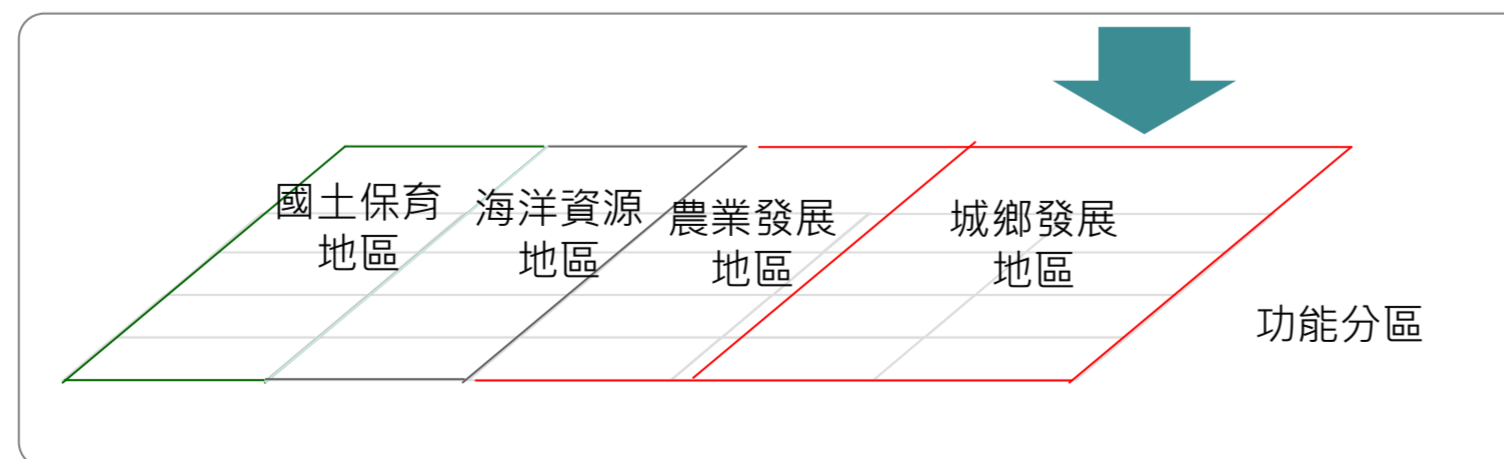 國土保育
地區
海洋資源
地區
農業發展
地區
城鄉發展
地區
功能分區